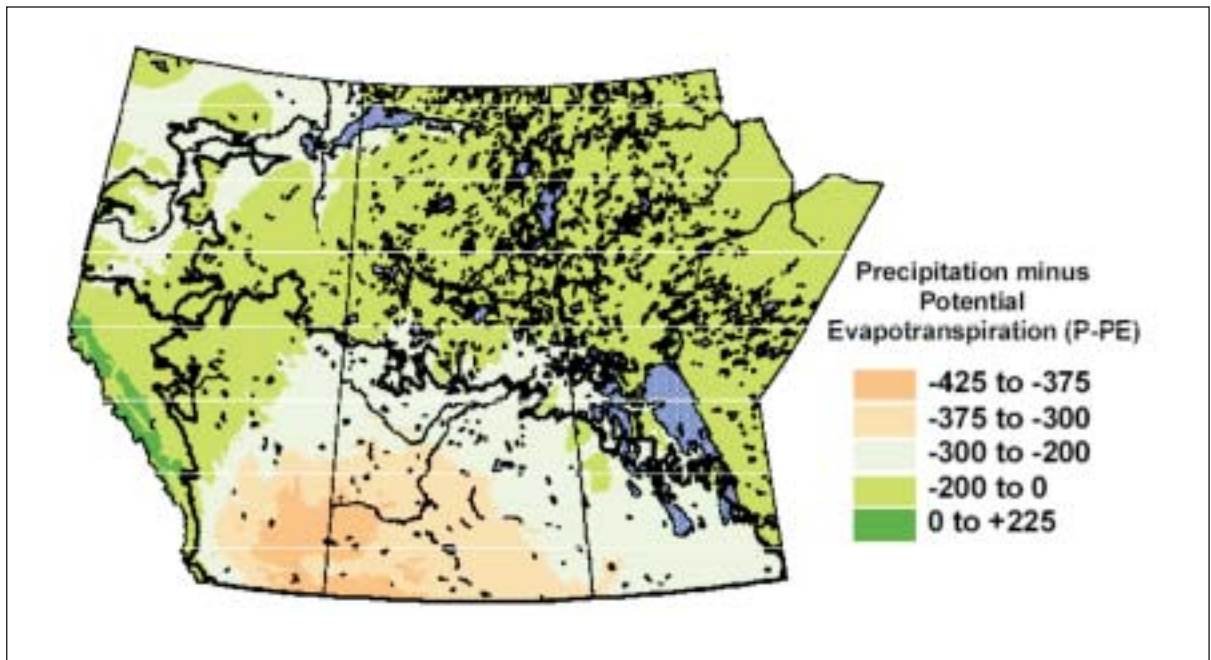 Precipitation minus
Potential
Evapotranspiration (P-PE)
-425 to -375
-375 to -300
-300 to -200
-200 to 0
0 to +225